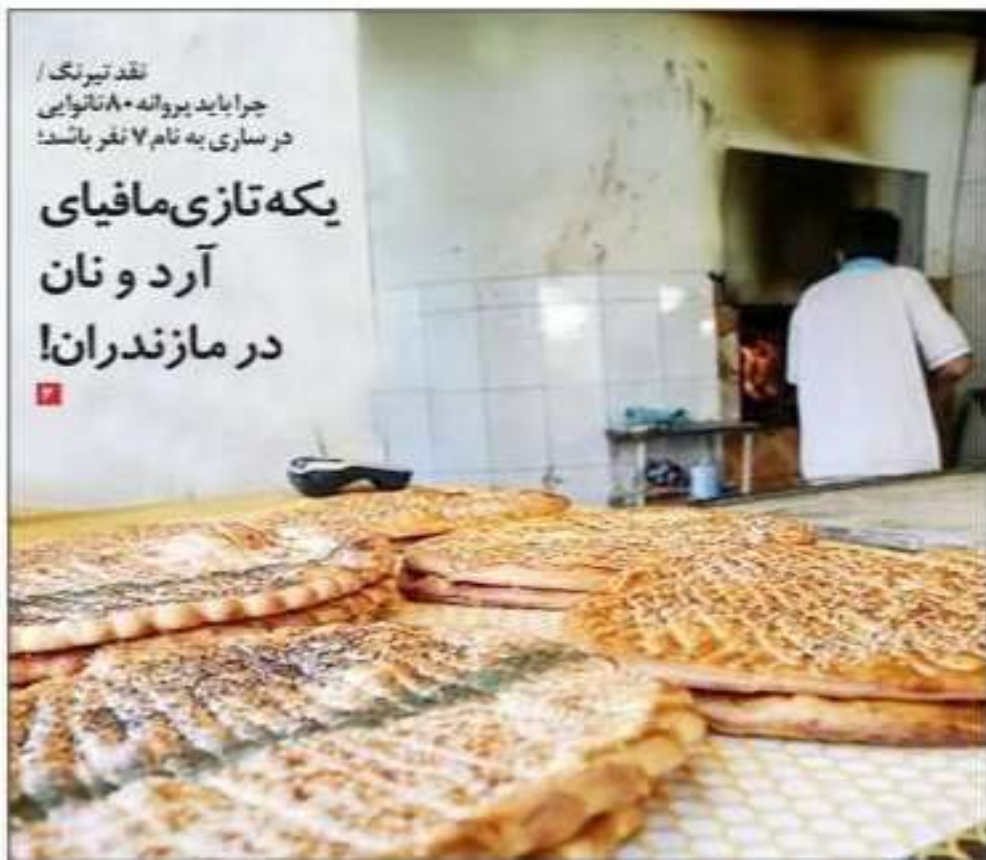 نقد تیرنگ /
چرا باید پروانه ۸۰ نانوایی
در ساری به نام ۷ نفر باشد؛
یکه‌تازی مافیای
آرد و نان
در مازندران!